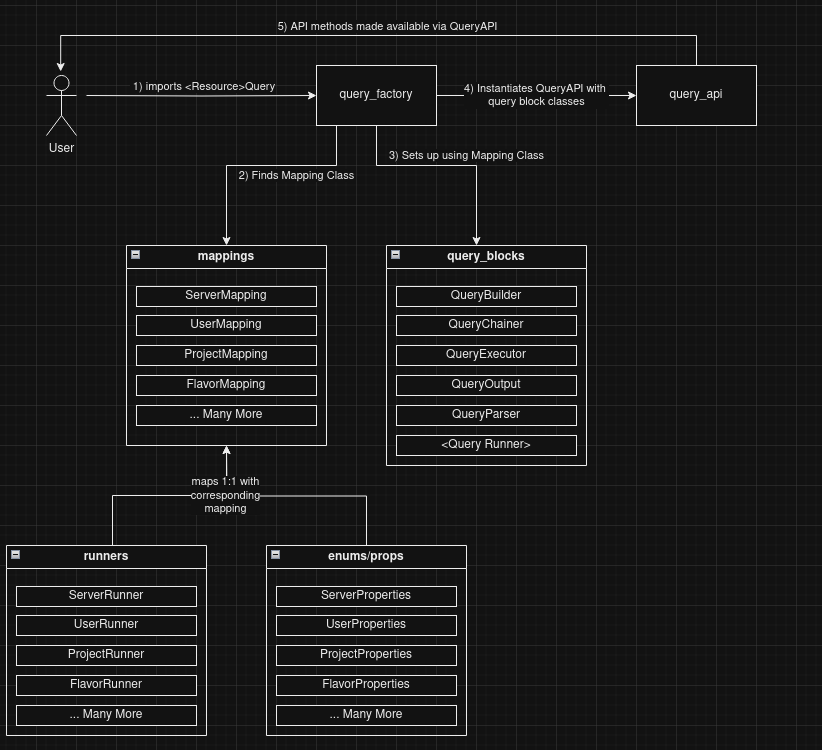 5) API methods made available via QueryAPI
1) imports <Resource>Query
query_factory
4) Instantiates QueryAPI with
query block classes
query_api
User
2) Finds Mapping Class
3) Sets up using Mapping Class
mappings
ServerMapping
UserMapping
ProjectMapping
FlavorMapping
... Many More
query_blocks
QueryBuilder
QueryChainer
QueryExecutor
QueryOutput
QueryParser
<Query Runner>
maps 1:1 with
corresponding
mapping
runners
ServerRunner
UserRunner
ProjectRunner
FlavorRunner
... Many More
enums/props
ServerProperties
UserProperties
ProjectProperties
FlavorProperties
... Many More